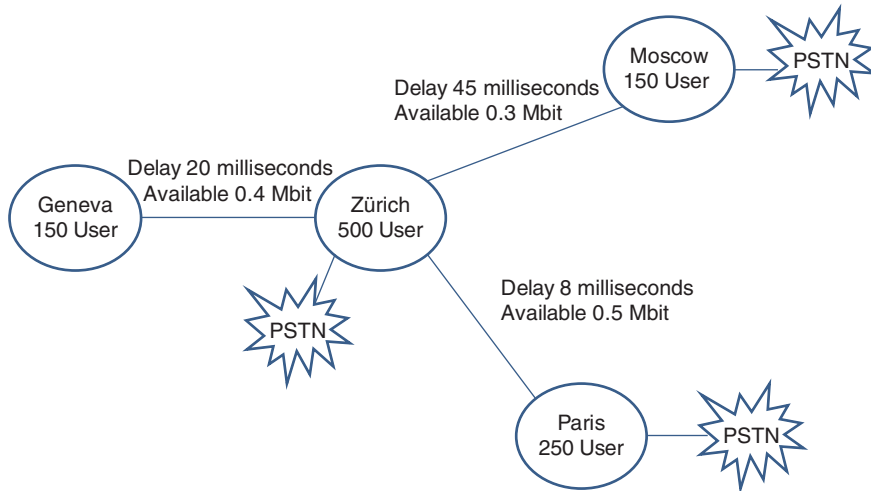 Moscow
150 User
PSTN
Delay 45 milliseconds
Available 0.3 Mbit
Delay 20 milliseconds
Available 0.4 Mbit
Geneva
150 User
Zürich
500 User
Delay 8 milliseconds
Available 0.5 Mbit
PSTN
Paris
250 User
PSTN